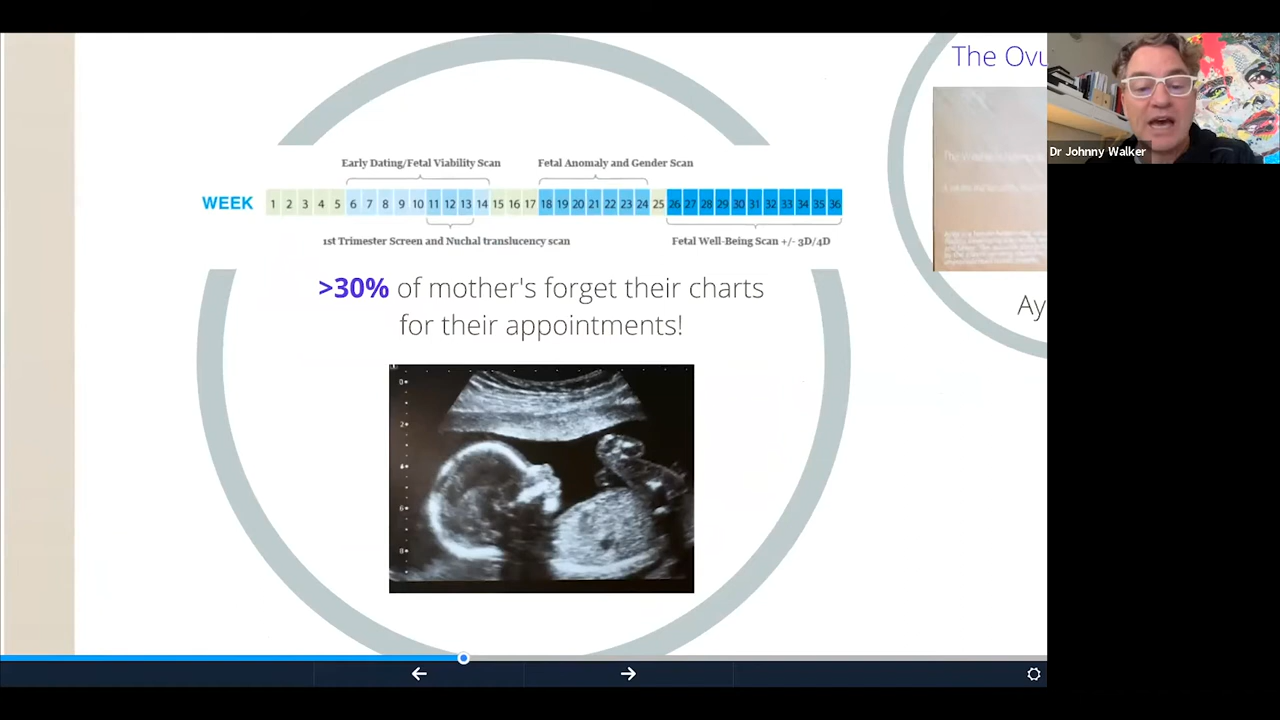 The Ovu
Early Dating/Fetal Viability Scan
Fetal Anomaly and Gender Scan
WEEK 1 2 3 4 5 6 7 8 9 10 11 12 13 14 15 16 17 18 19 20 21 22 23 24 25 26 27 28 29 30 31 32 33 34 35 36
1st Trimester Screen and Nuchal translucency scan
Fetal Well-Being Scan +/- 3D/4D
>30% of mother's forget their charts
for their appointments!
Ay
Dr Johnny Walker